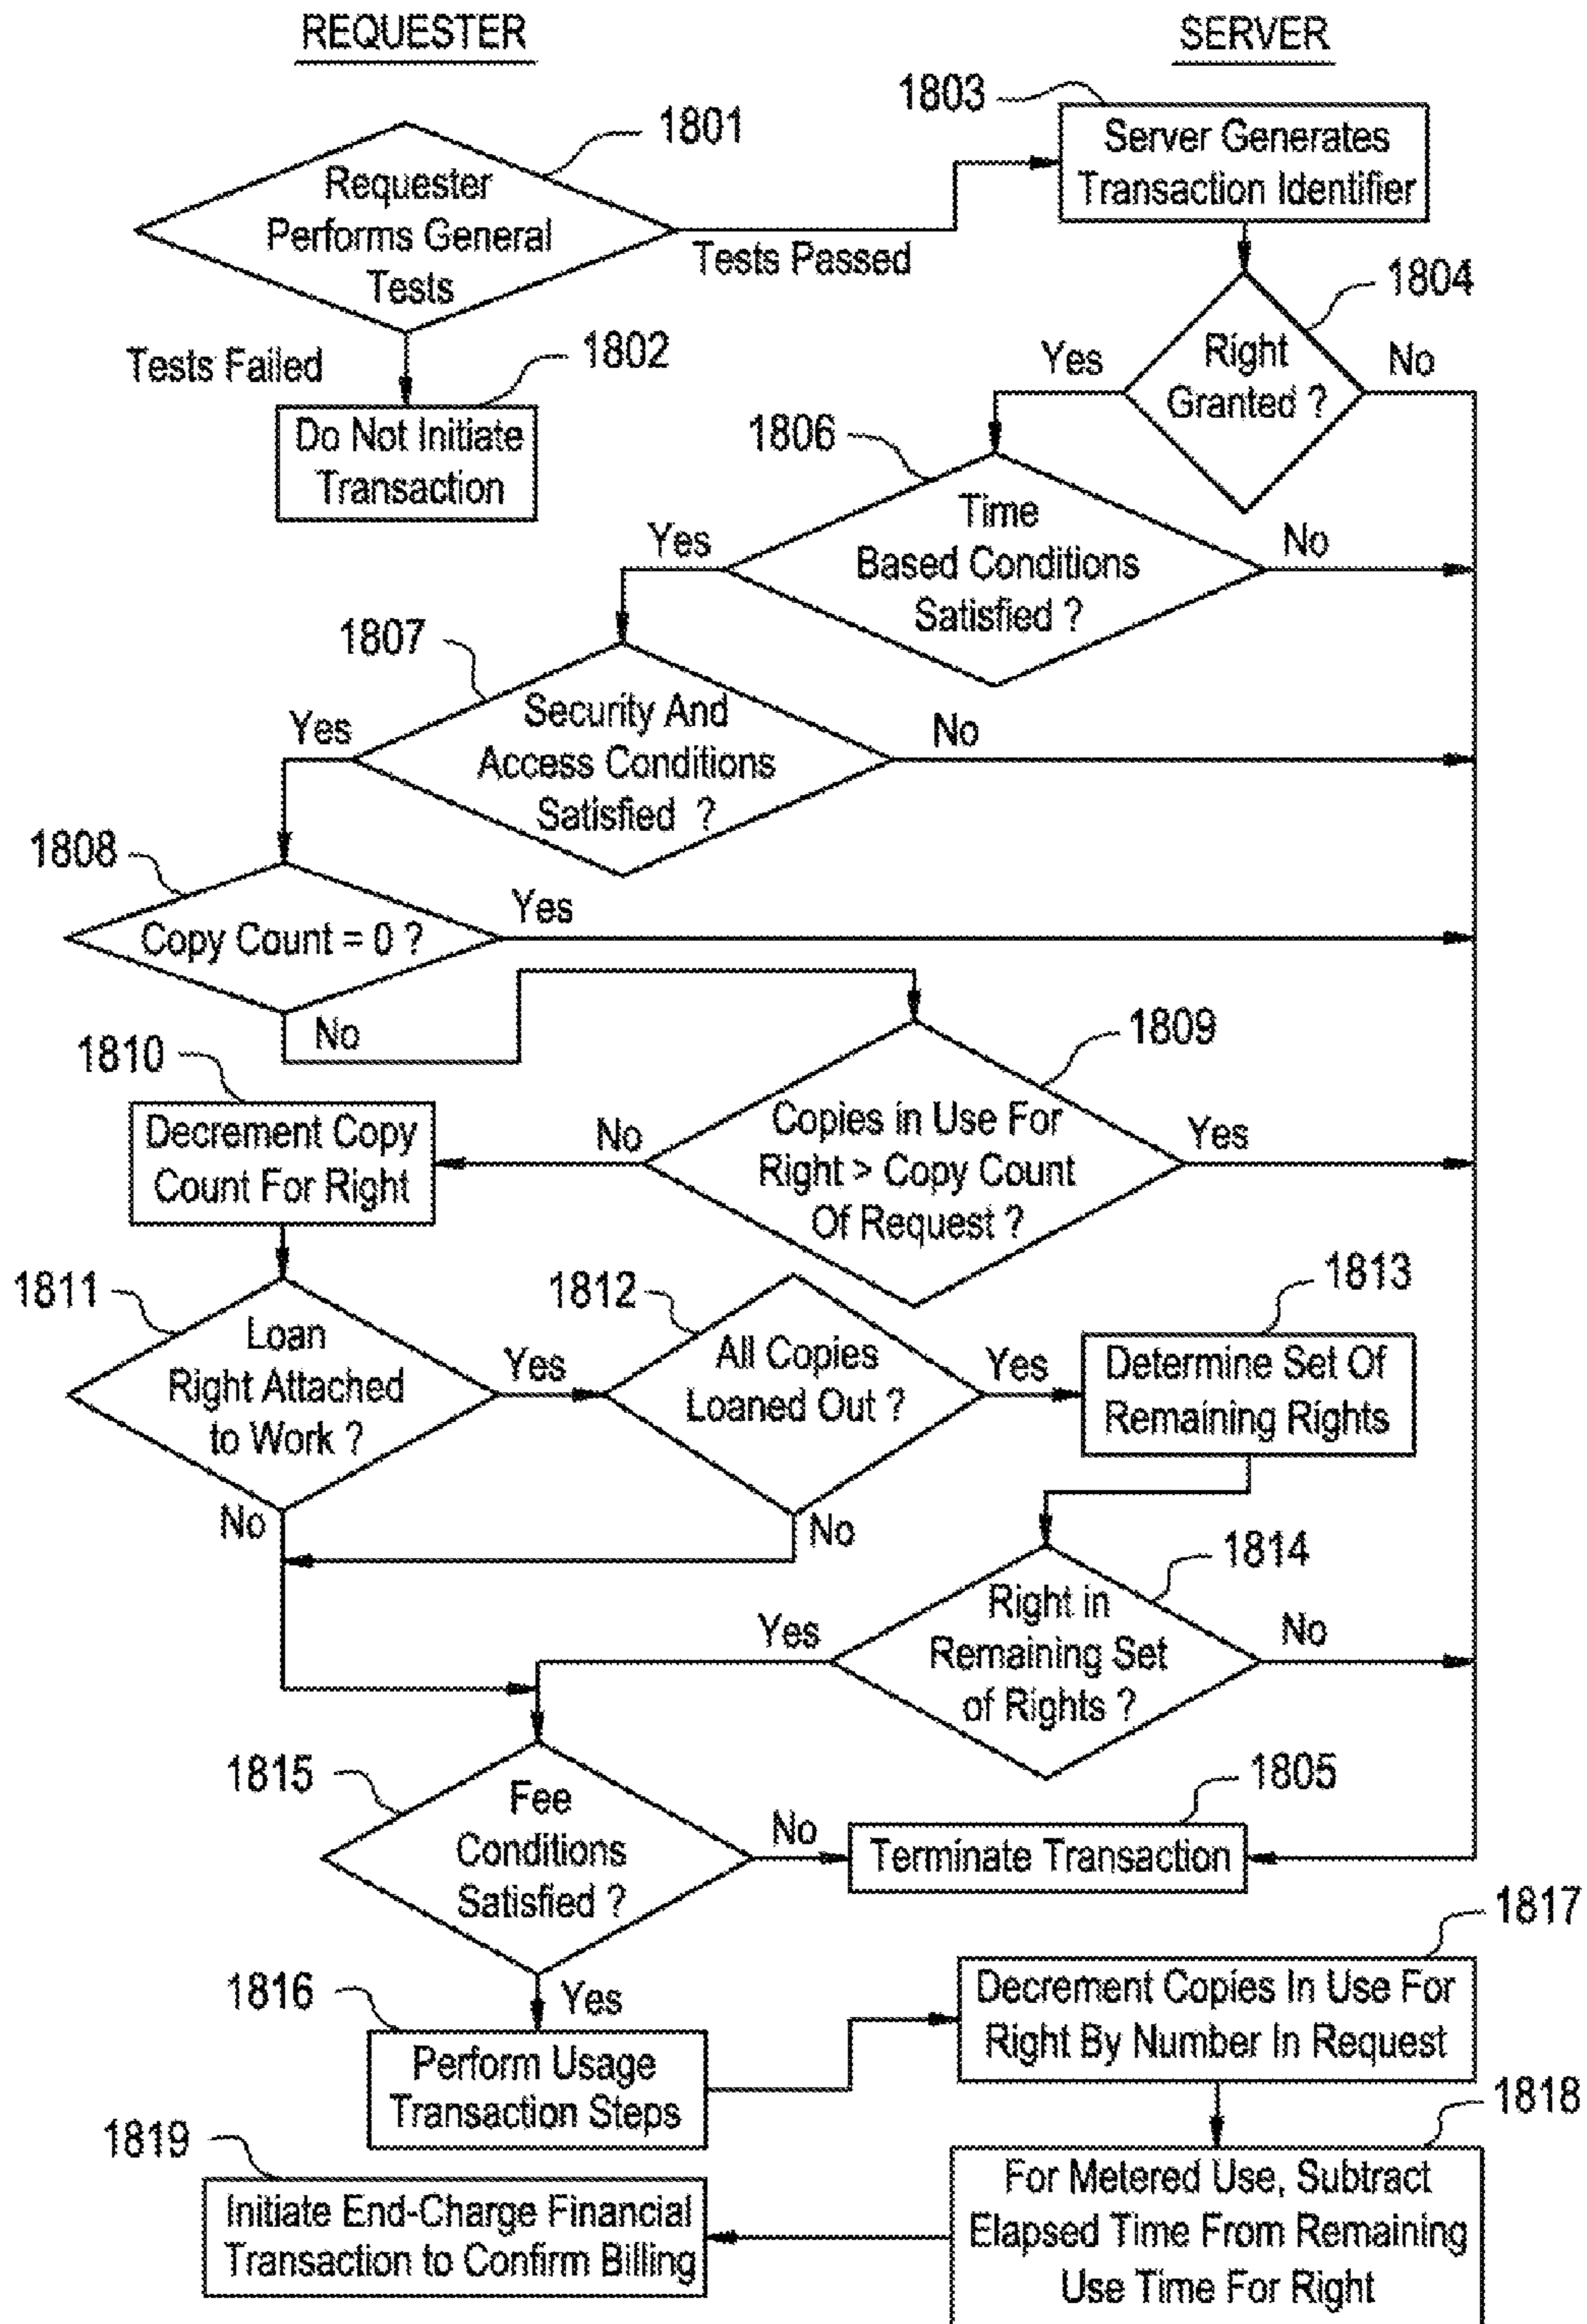 REQUESTER
SERVER
1801
Requester
Performs General
Tests
Tests Passed
Tests Failed
1802
Do Not Initiate
Transaction
1803
Server Generates
Transaction Identifier
1804
Right
Granted ?
Yes
No
1806
Time
Based Conditions
Satisfied ?
Yes
No
1807
Security And
Access Conditions
Satisfied ?
Yes
No
1808
Copy Count = 0 ?
Yes
No
1809
Copies in Use For
Right > Copy Count
Of Request ?
No
Yes
1810
Decrement Copy
Count For Right
1811
Loan
Right Attached
to Work ?
Yes
No
1812
All Copies
Loaned Out ?
Yes
No
1813
Determine Set Of
Remaining Rights
1814
Right in
Remaining Set
of Rights ?
Yes
No
1815
Fee
Conditions
Satisfied ?
No
Yes
1805
Terminate Transaction
1816
Perform Usage
Transaction Steps
1817
Decrement Copies In Use For
Right By Number In Request
1818
For Metered Use, Subtract
Elapsed Time From Remaining
Use Time For Right
1819
Initiate End-Charge Financial
Transaction to Confirm Billing